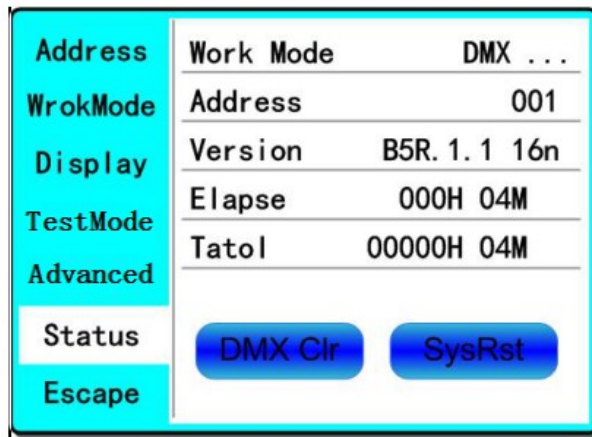 Address
WrokMode
Display
TestMode
Advanced
Status
Escape
Work Mode DMX ...
Address 001
Version B5R.1.1 16n
Elapse 000H 04M
Tatol 00000H 04M
DMX Clr SysRst